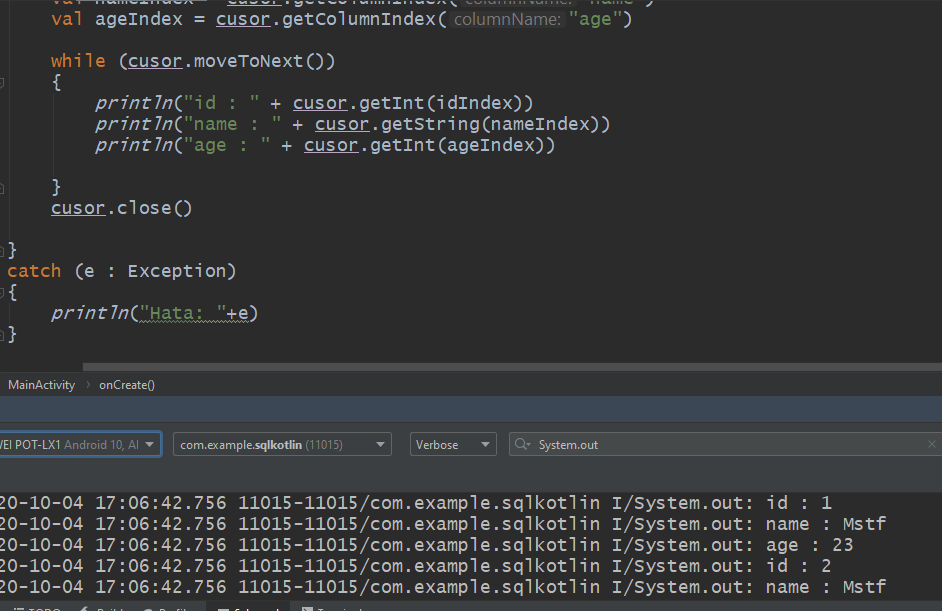 val nameIndex = cusor.getColumnIndex( columnName: "name")
val ageIndex = cusor.getColumnIndex( columnName: "age")
while (cusor.moveToNext())
{
println("id : " + cusor.getInt(idIndex))
println("name : " + cusor.getString(nameIndex))
println("age : " + cusor.getInt(ageIndex))
}
cusor.close()
}
catch (e : Exception)
{
println("Hata: "+e)
}
MainActivity › onCreate()
WEI POT-LX1 Android 10, AI com.example.sqlkotlin (11015) Verbose System.out
20-10-04 17:06:42.756 11015-11015/com.example.sqlkotlin I/System.out: id : 1
20-10-04 17:06:42.756 11015-11015/com.example.sqlkotlin I/System.out: name : Mstf
20-10-04 17:06:42.756 11015-11015/com.example.sqlkotlin I/System.out: age : 23
20-10-04 17:06:42.756 11015-11015/com.example.sqlkotlin I/System.out: id : 2
20-10-04 17:06:42.756 11015-11015/com.example.sqlkotlin I/System.out: name : Mstf